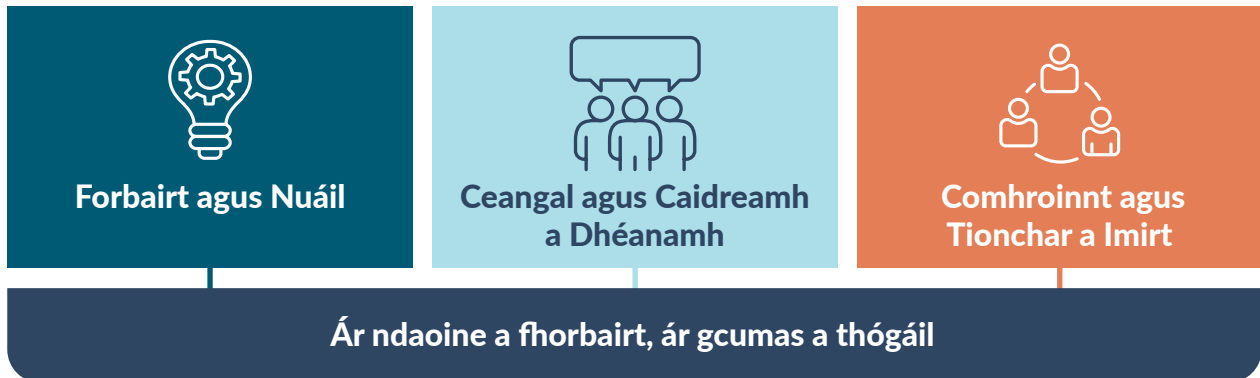 Forbairt agus Nuáil
Ceangal agus Caidreamh
a Dhéanamh
Comhroinnt agus
Tionchar a Imirt
Ár ndaoine a fhorbairt, ár gcumas a thógáil